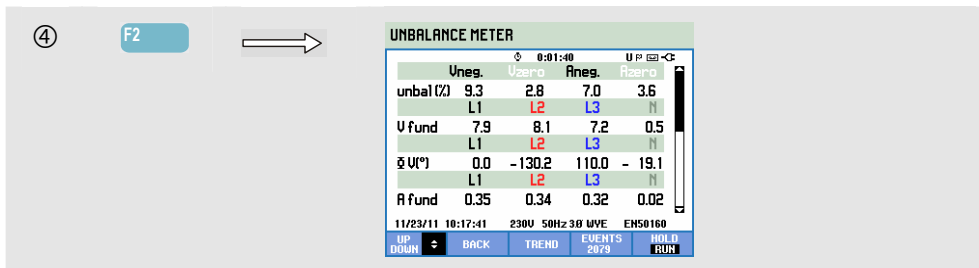 ④ F2
UNBALANCE METER
0:01:40 U
Vneg. Vzero Aneg. Azero
unbal(%) 9.3 2.8 7.0 3.6
L1 L2 L3 N
V fund 7.9 8.1 7.2 0.5
L1 L2 L3 N
Φ V(°) 0.0 -130.2 110.0 - 19.1
L1 L2 L3 N
A fund 0.35 0.34 0.32 0.02
11/23/11 10:17:41 230V 50Hz 3.0 WYE EN50160
UP DOWN BACK TREND EVENTS 2079 HOLD RUN